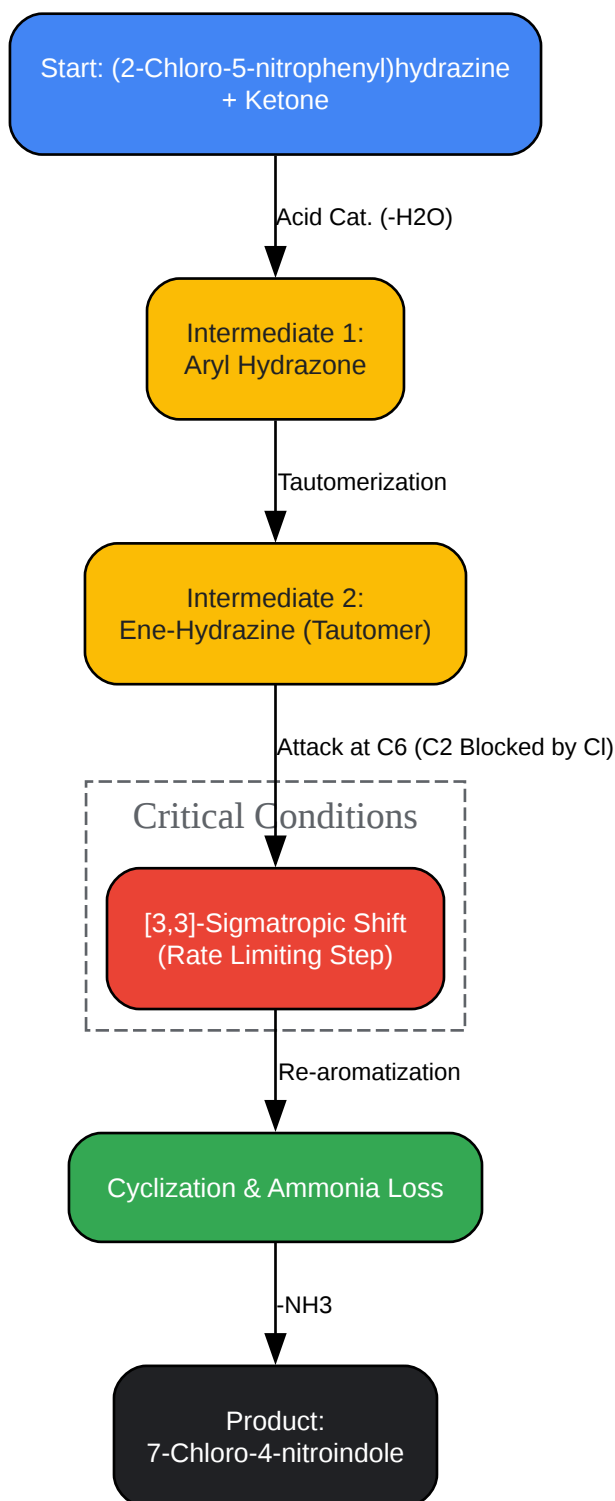 Start: (2-Chloro-5-nitrophenyl)hydrazine
+ Ketone
Acid Cat. (-H2O)
Intermediate 1:
Aryl Hydrazone
Tautomerization
Intermediate 2:
Ene-Hydrazine (Tautomer)
Attack at C6 (C2 Blocked by Cl)
Critical Conditions
[3,3]-Sigmatropic Shift
(Rate Limiting Step)
Re-aromatization
Cyclization & Ammonia Loss
-NH3
Product:
7-Chloro-4-nitroindole